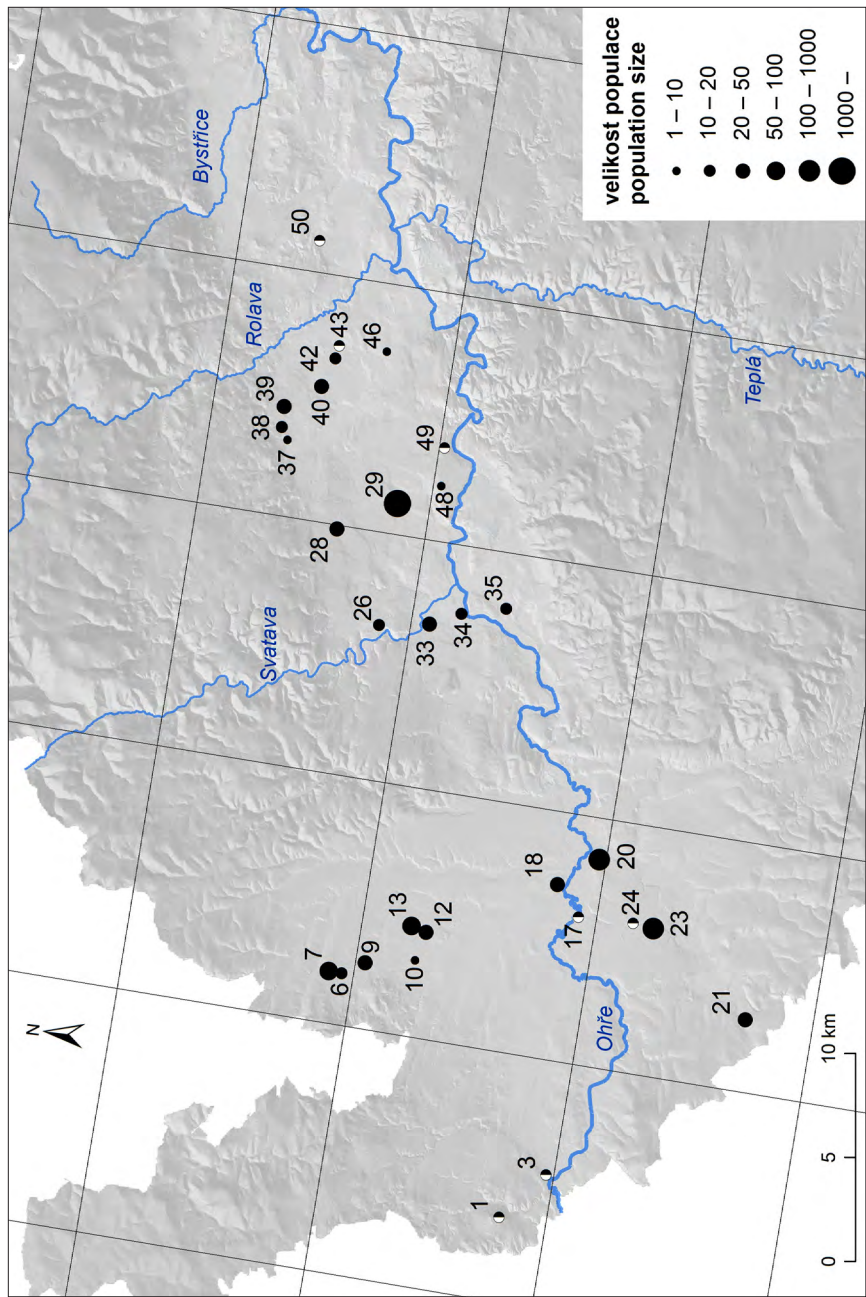 N
Bystřice
Rolava
Svatava
Teplá
Ohře
50
43
42
46
39
38
37
40
49
48
29
28
26
33
34
35
7
6
9
13
12
10
18
20
17
24
23
21
3
1
0 5 10 km
velikost populace
population size
1 – 10
10 – 20
20 – 50
50 – 100
100 – 1000
1000 –